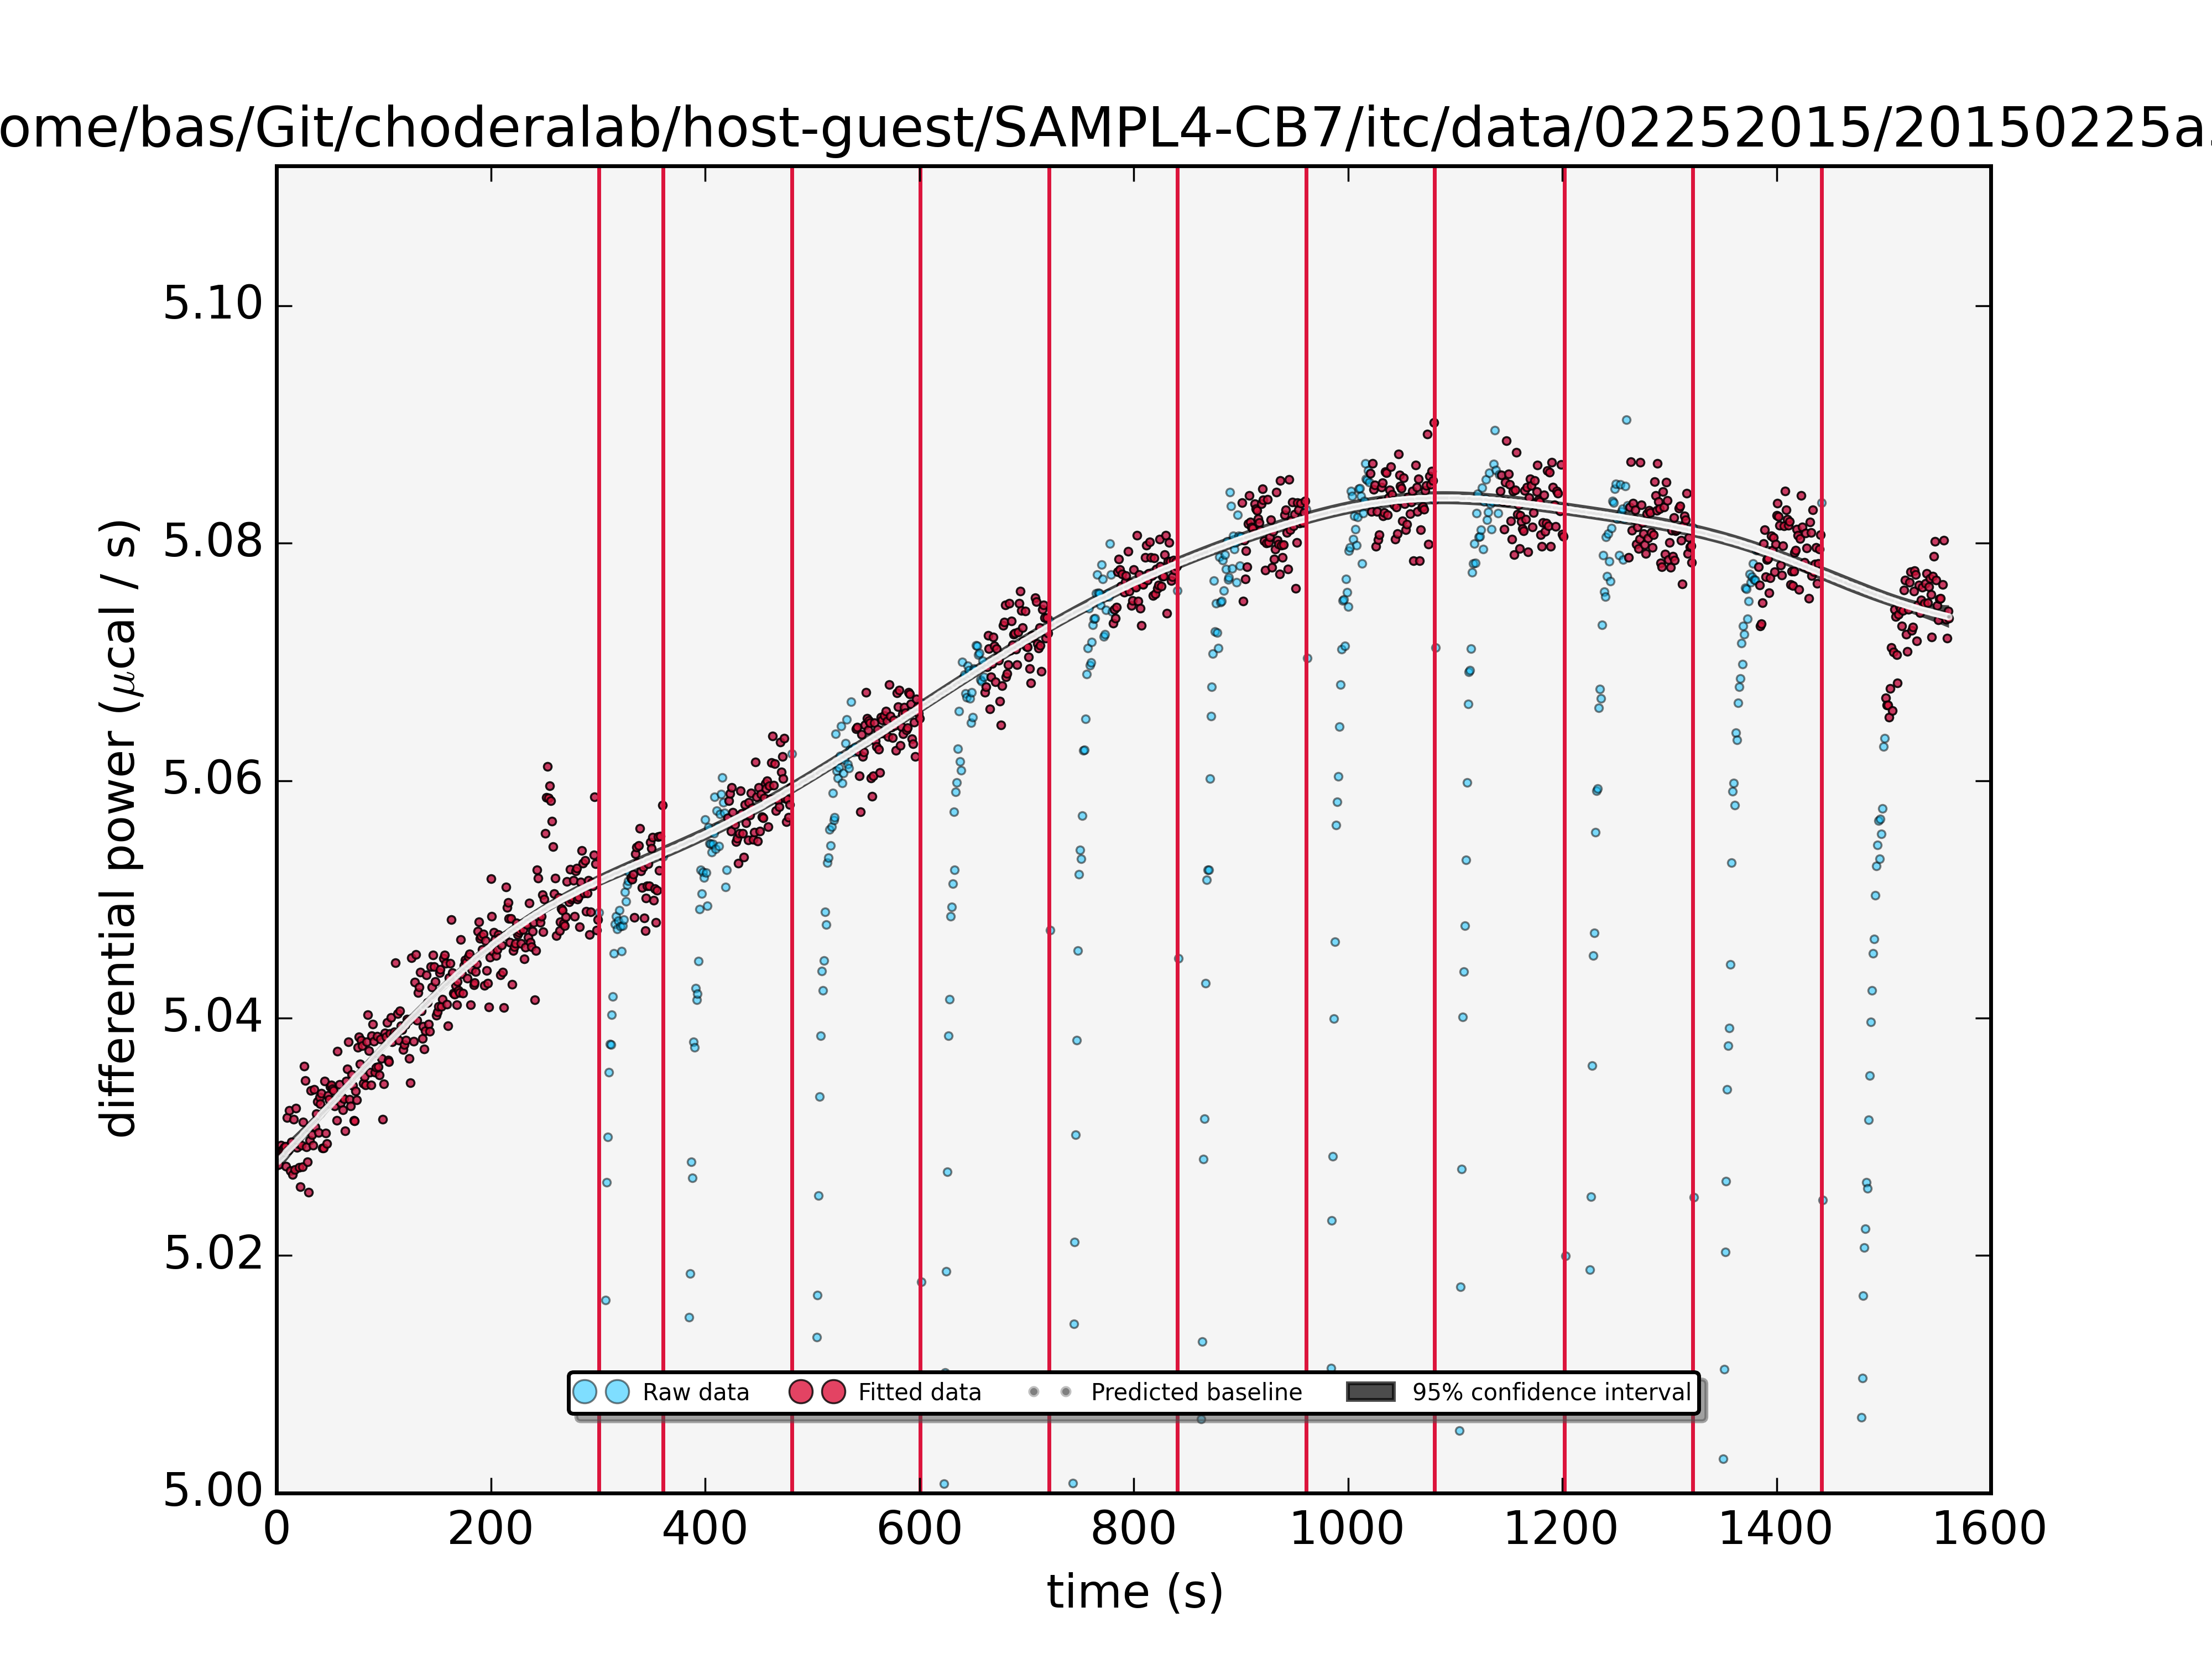 ome/bas/Git/choderalab/host-guest/SAMPL4-CB7/itc/data/02252015/20150225a
5.10
5.08
5.06
5.04
5.02
5.00
differential power (μcal / s)
Raw data
Fitted data
Predicted baseline
95% confidence interval
0 200 400 600 800 1000 1200 1400 1600
time (s)